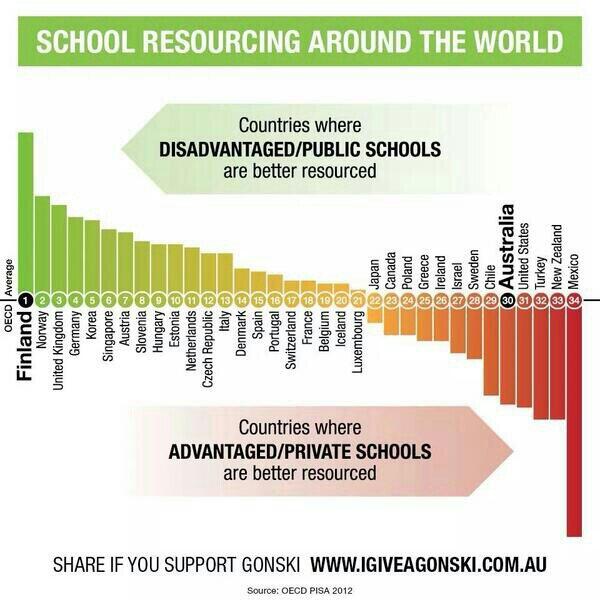 SCHOOL RESOURCING AROUND THE WORLD
Countries where
DISADVANTAGED/PUBLIC SCHOOLS
are better resourced
OECD Average
1
2
3
4
5
6
7
8
9
10
11
12
13
14
15
16
17
18
19
20
21
22
23
24
25
26
27
28
29
30
31
32
33
34
Finland
Norway
United Kingdom
Germany
Korea
Singapore
Austria
Slovenia
Hungary
Estonia
Netherlands
Czech Republic
Italy
Denmark
Spain
Portugal
Switzerland
France
Belgium
Iceland
Luxembourg
Japan
Canada
Poland
Greece
Ireland
Israel
Sweden
Chile
Australia
United States
Turkey
New Zealand
Mexico
Countries where
ADVANTAGED/PRIVATE SCHOOLS
are better resourced
SHARE IF YOU SUPPORT GONSKI WWW.IGIVEAGONSKI.COM.AU
Source: OECD PISA 2012